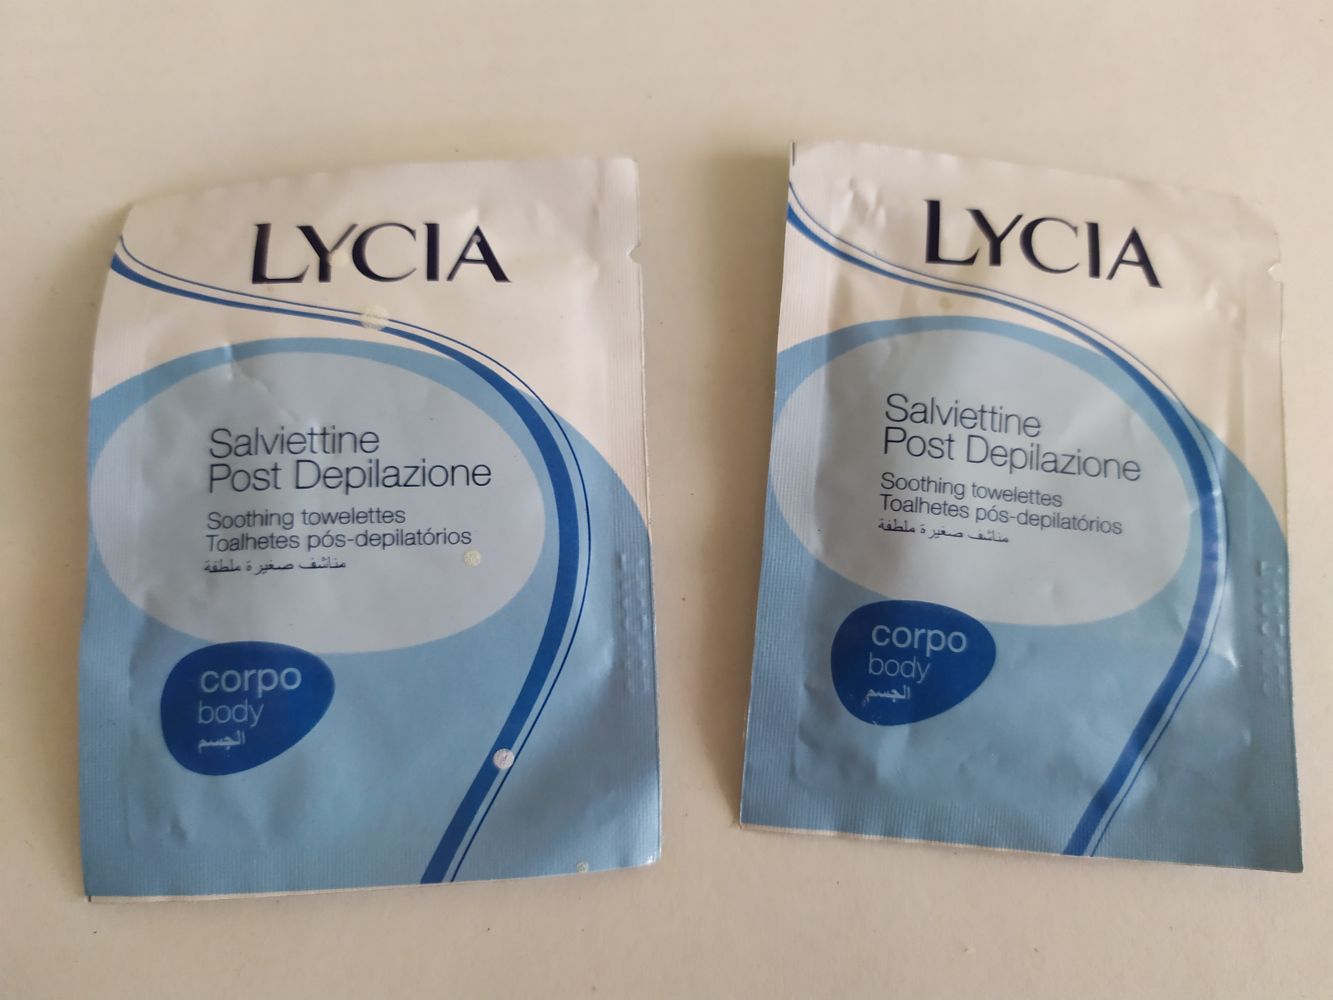 LYCIA
Salviettine
Post Depilazione
Soothing towelettes
Toalhetes pós-depilatórios
مناشف صغيرة ملطفة
corpo
body
الجسم
LYCIA
Salviettine
Post Depilazione
Soothing towelettes
Toalhetes pós-depilatórios
مناشف صغيرة ملطفة
corpo
body
الجسم